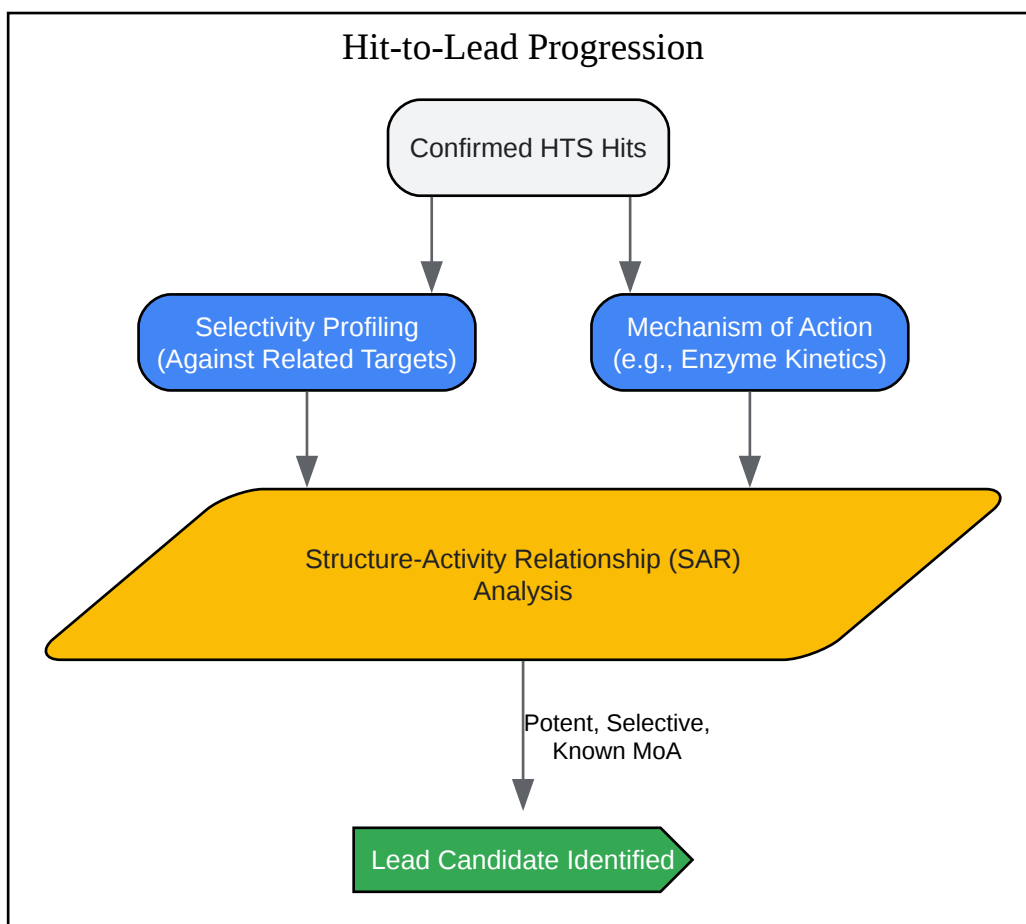 Hit-to-Lead Progression
Confirmed HTS Hits
Selectivity Profiling
(Against Related Targets)
Mechanism of Action
(e.g., Enzyme Kinetics)
Structure-Activity Relationship (SAR)
Analysis
Potent, Selective,
Known MoA
Lead Candidate Identified